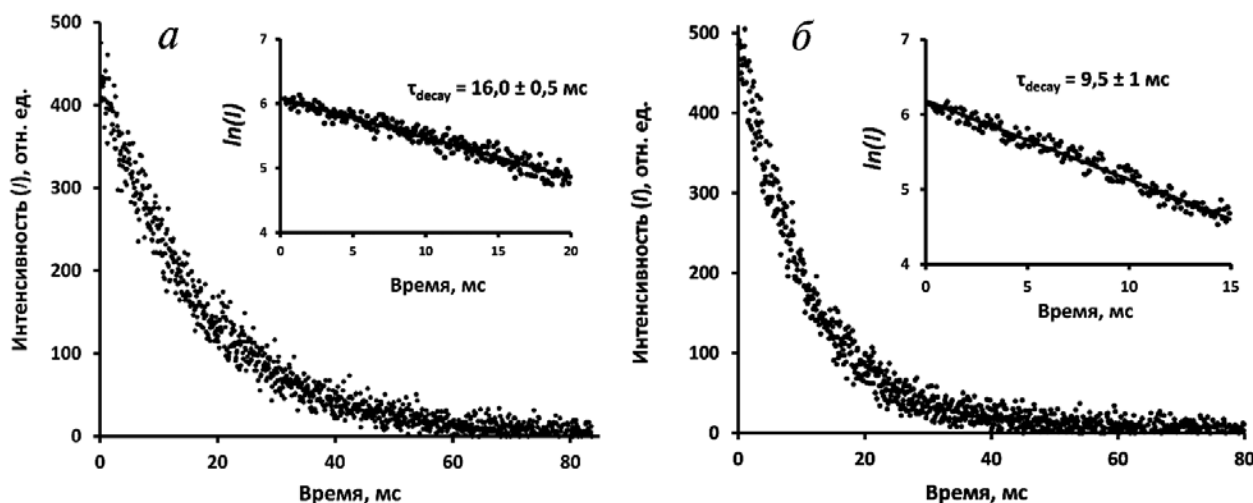 а
Интенсивность (I), отн. ед.
500
400
300
200
100
0
0 20 40 60 80
Время, мс
ln(I)
7
6
5
4
τdecay = 16,0 ± 0,5 мс
0 5 10 15 20
Время, мс
б
Интенсивность (I), отн. ед.
500
400
300
200
100
0
0 20 40 60 80
Время, мс
ln(I)
7
6
5
4
τdecay = 9,5 ± 1 мс
0 5 10 15
Время, мс